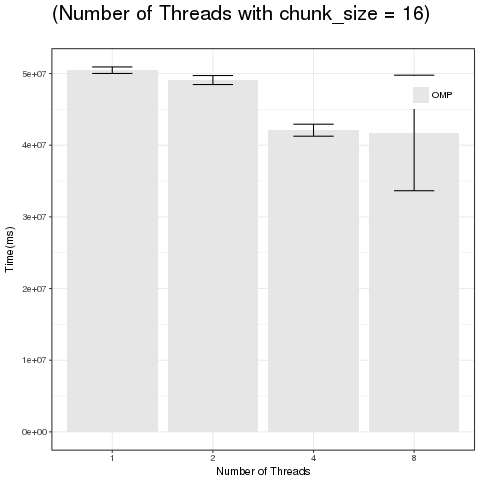 (Number of Threads with chunk_size = 16)
5e+07
OMP
4e+07
3e+07
Time(ms)
2e+07
1e+07
0e+00
1 2 4 8
Number of Threads